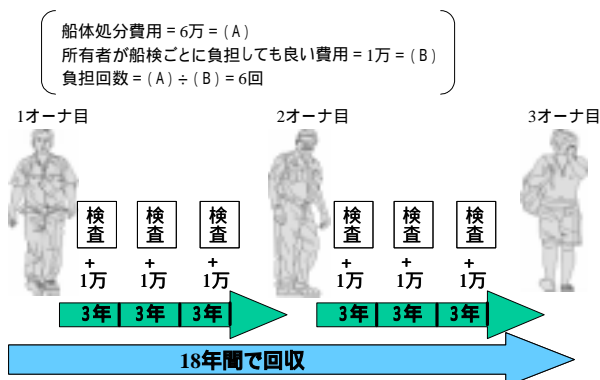 船体処分費用 = 6万 = (A)
所有者が船検ごとに負担しても良い費用 = 1万 = (B)
負担回数 = (A) ÷ (B) = 6回
1オーナ目 2オーナ目 3オーナ目
検査 検査 検査 検査 検査 検査
+ + + + + +
1万 1万 1万 1万 1万 1万
3年 3年 3年 3年 3年 3年
18年間で回収